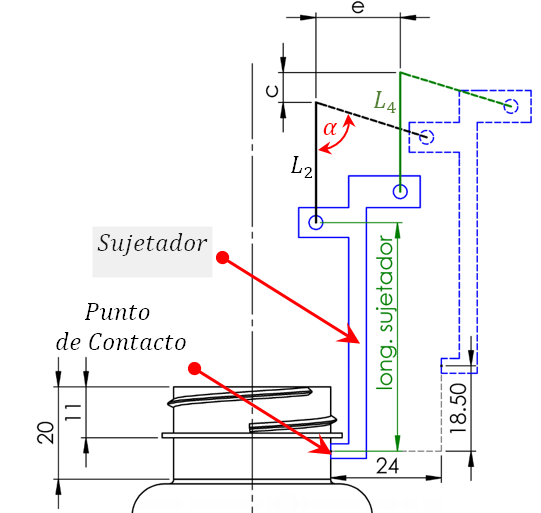 e
c
L₄
α
L₂
Sujetador
long. sujetador
Punto
de Contacto
11
20
18.50
24